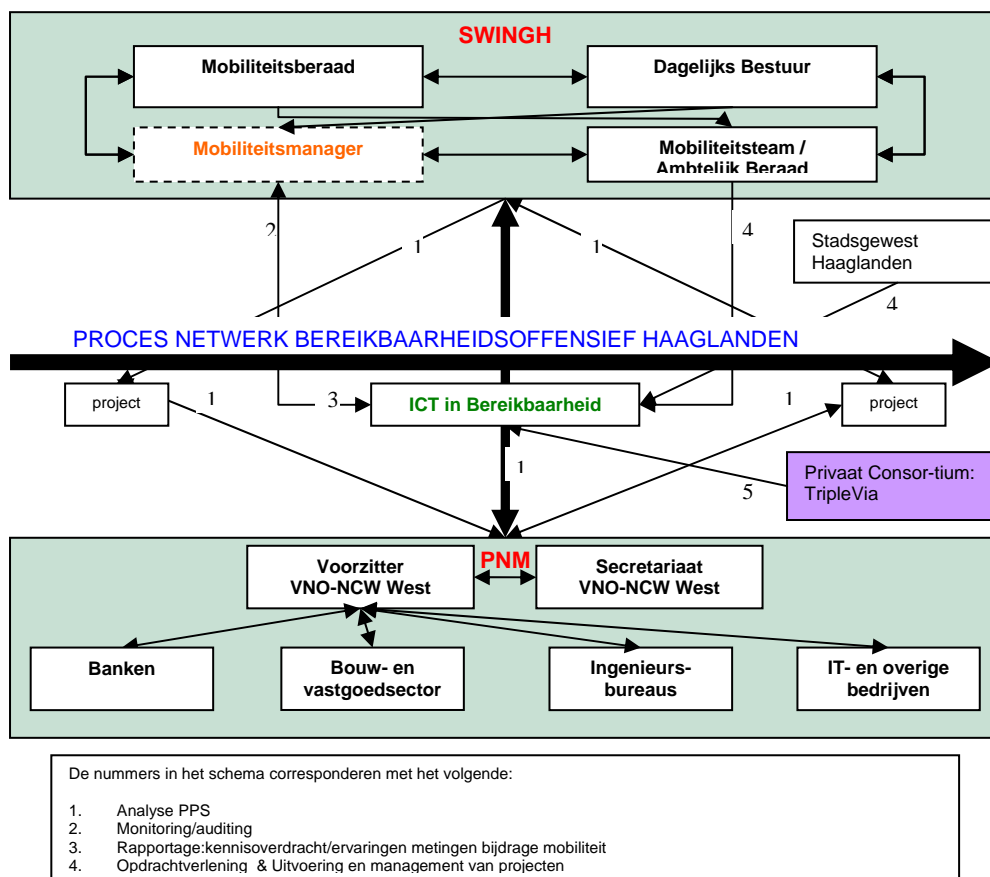 SWINGH
Mobiliteitsberaad
Dagelijks Bestuur
Mobiliteitsmanager
Mobiliteitsteam /
Ambtelijk Beraad
2
1
1
4
Stadsgewest
Haaglanden
4
PROCES NETWERK BEREIKBAARHEIDSOFFENSIEF HAAGLANDEN
project
1
3
ICT in Bereikbaarheid
1
project
1
5
Privaat Consor-tium:
TripleVia
PNM
Voorzitter
VNO-NCW West
Secretariaat
VNO-NCW West
Banken
Bouw- en
vastgoedsector
Ingenieurs-
bureaus
IT- en overige
bedrijven
De nummers in het schema corresponderen met het volgende:
1. Analyse PPS
2. Monitoring/auditing
3. Rapportage:kennisoverdracht/ervaringen metingen bijdrage mobiliteit
4. Opdrachtverlening & Uitvoering en management van projecten